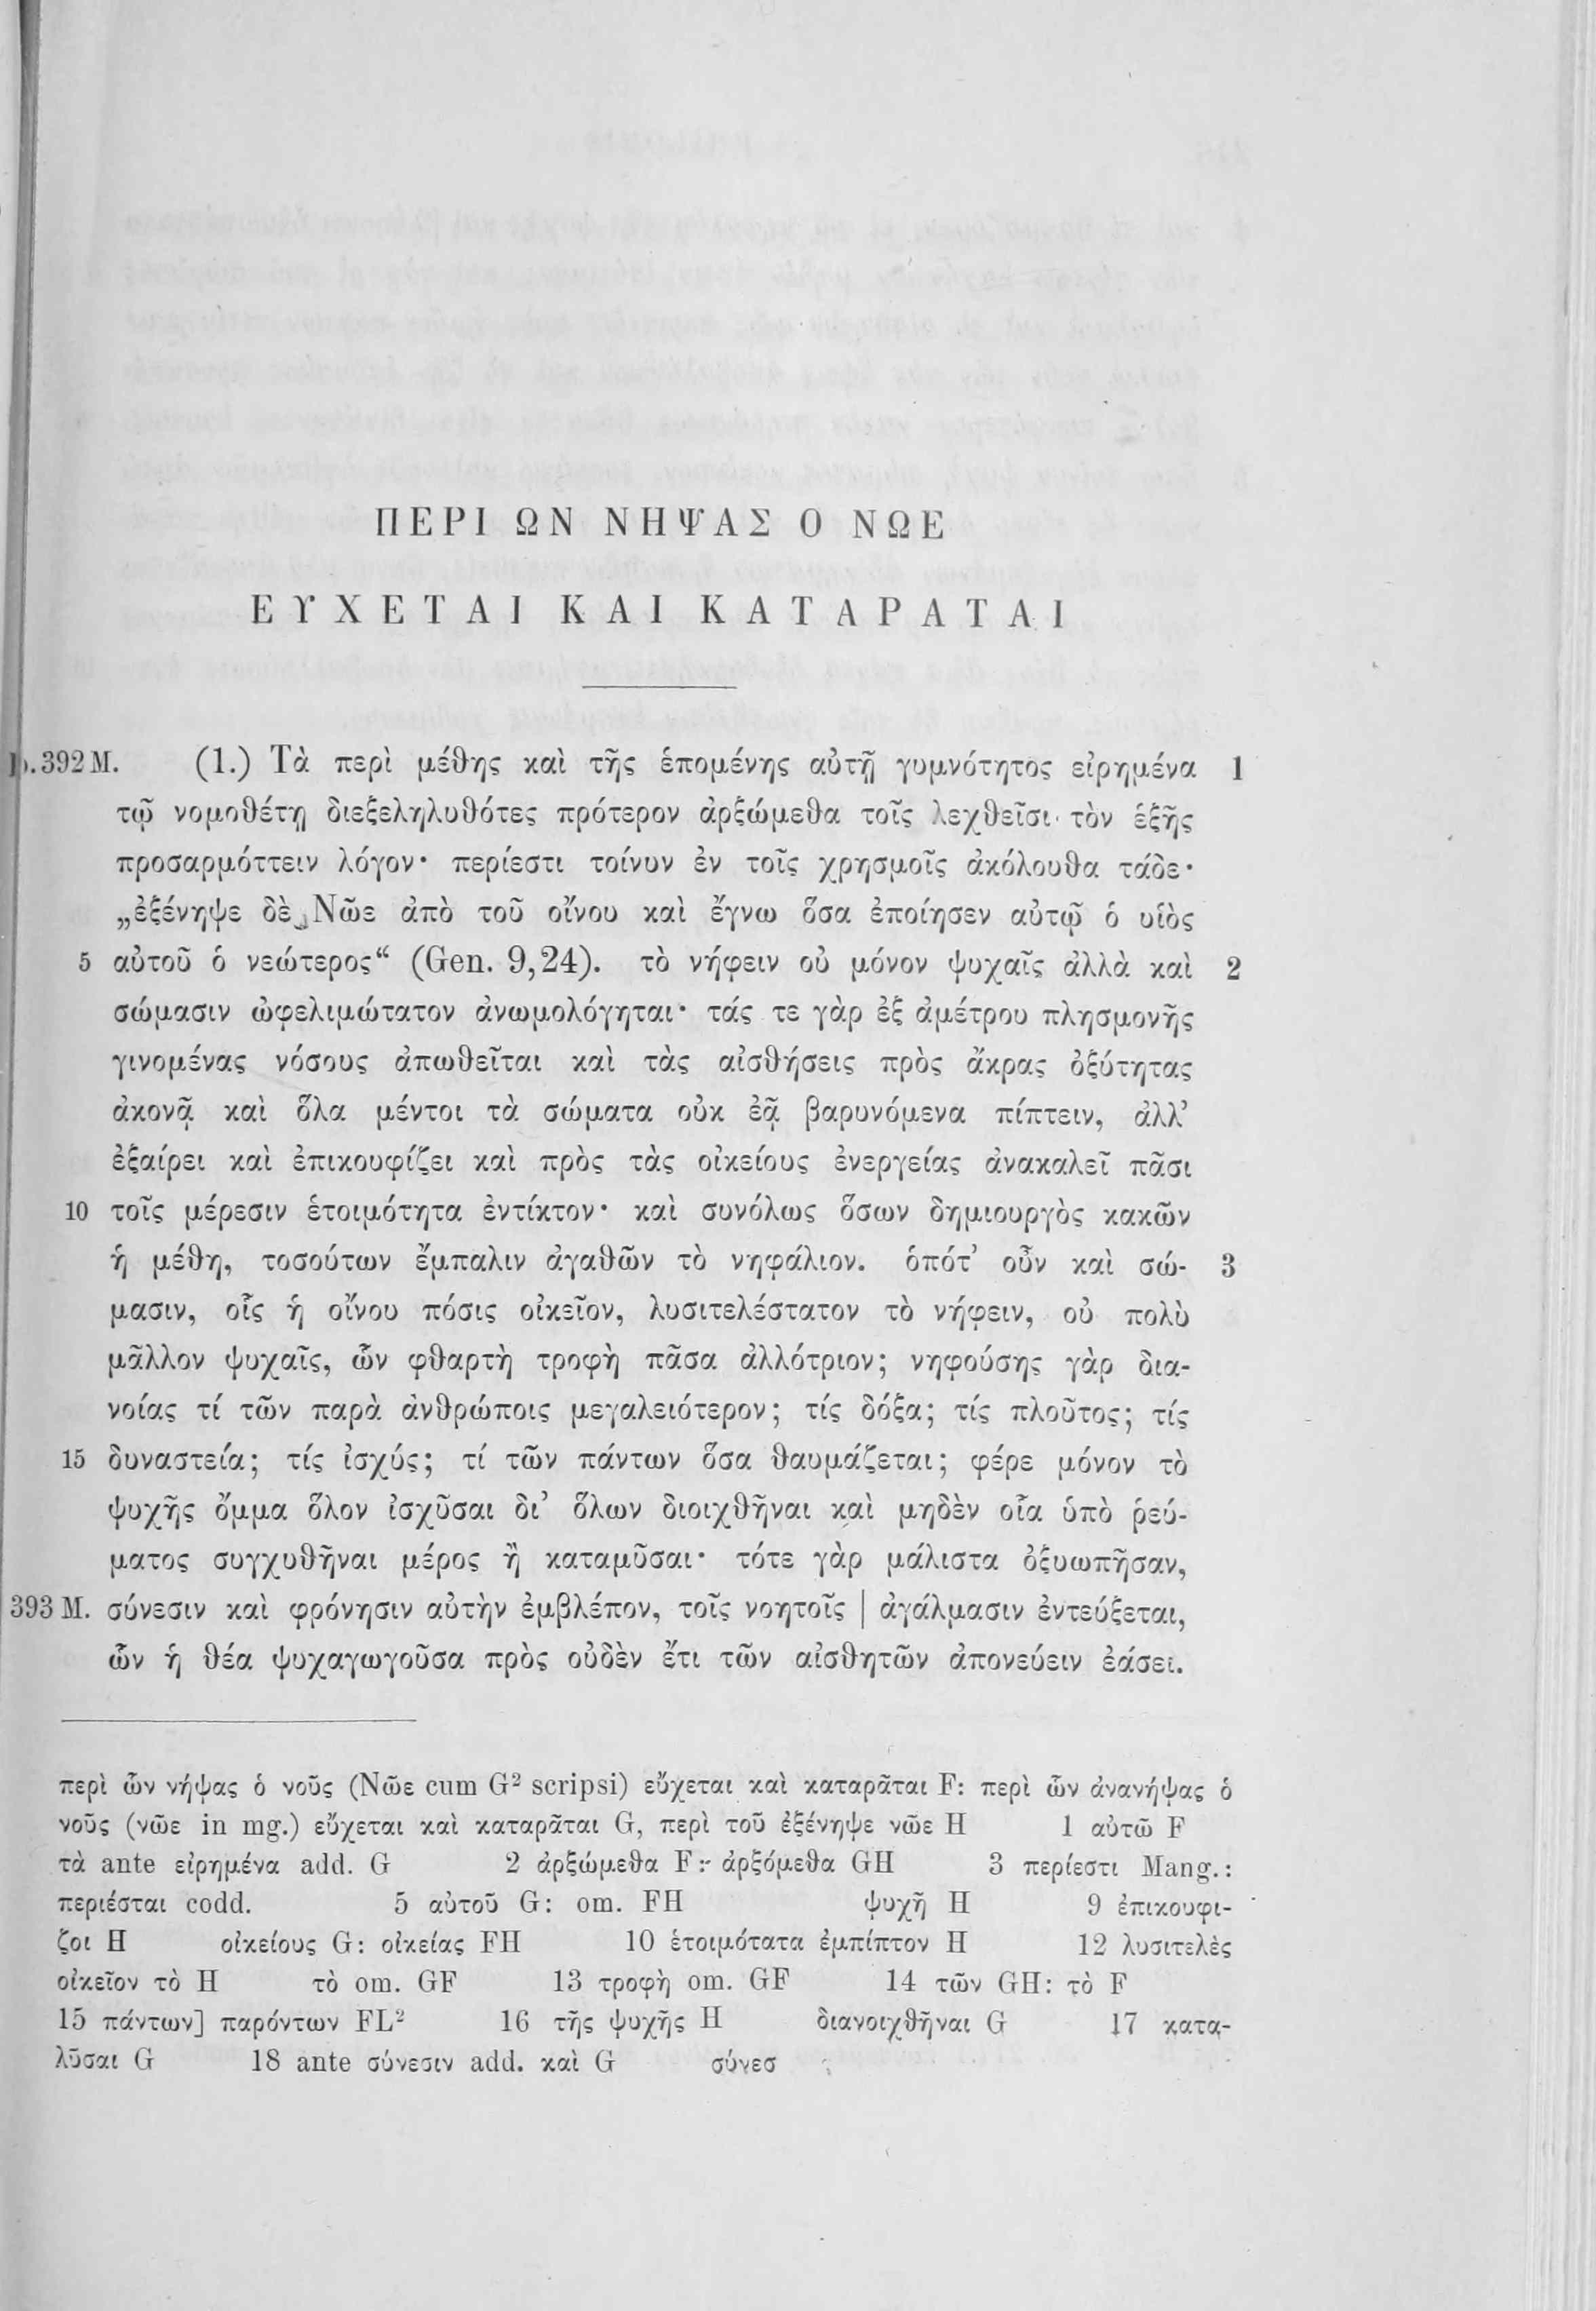 ΠΕΡΙ ΩΝ ΝΗΨΑΣ Ο ΝΩΕ
ΕΥΧΕΤΑΙ ΚΑΙ ΚΑΤΑΡΑΤΑΙ
p. 392 M. (1.) Τὰ περὶ μέθης καὶ τῆς ἑπομένης αὐτῇ γυμνότητος εἰρημένα 1
τῷ νομοθέτῃ διεξεληλυθότες πρότερον ἀρξώμεθα τοῖς λεχθεῖσι τὸν ἑξῆς
προσαρμόττειν λόγον· περίεστι τοίνυν ἐν τοῖς χρησμοῖς ἀκόλουθα τάδε·
„ἐξένηψε δὲ Νῶε ἀπὸ τοῦ οἴνου καὶ ἔγνω ὅσα ἐποίησεν αὐτῷ ὁ υἱὸς
5 αὐτοῦ ὁ νεώτερος“ (Gen. 9,24). τὸ νήφειν οὐ μόνον ψυχαῖς ἀλλὰ καὶ 2
σώμασιν ὠφελιμώτατον ἀνωμολόγηται· τάς τε γὰρ ἐξ ἀμέτρου πλησμονῆς
γινομένας νόσους ἀπωθεῖται καὶ τὰς αἰσθήσεις πρὸς ἄκρας ὀξύτητας
ἀκονᾷ καὶ ὅλα μέντοι τὰ σώματα οὐκ ἐᾷ βαρυνόμενα πίπτειν, ἀλλ’
ἐξαίρει καὶ ἐπικουφίζει καὶ πρὸς τὰς οἰκείους ἐνεργείας ἀνακαλεῖ πᾶσι
10 τοῖς μέρεσιν ἑτοιμότητα ἐντίκτον· καὶ συνόλως ὅσων δημιουργὸς κακῶν
ἡ μέθη, τοσούτων ἔμπαλιν ἀγαθῶν τὸ νηφάλιον. ὁπότ’ οὖν καὶ σώ- 3
μασιν, οἷς ἡ οἴνου πόσις οἰκεῖον, λυσιτελέστατον τὸ νήφειν, οὐ πολὺ
μᾶλλον ψυχαῖς, ὧν φθαρτὴ τροφὴ πᾶσα ἀλλότριον; νηφούσης γὰρ δια-
νοίας τί τῶν παρὰ ἀνθρώποις μεγαλειότερον; τίς δόξα; τίς πλοῦτος; τίς
15 δυναστεία; τίς ἰσχύς; τί τῶν πάντων ὅσα θαυμάζεται; φέρε μόνον τὸ
ψυχῆς ὄμμα ὅλον ἰσχῦσαι δι’ ὅλων διοιχθῆναι καὶ μηδὲν οἷα ὑπὸ ῥεύ-
ματος συγχυθῆναι μέρος ἢ καταμῦσαι· τότε γὰρ μάλιστα ὀξυωπῆσαν,
393 M. σύνεσιν καὶ φρόνησιν αὐτὴν ἐμβλέπον, τοῖς νοητοῖς | ἀγάλμασιν ἐντεύξεται,
ὧν ἡ θέα ψυχαγωγοῦσα πρὸς οὐδὲν ἔτι τῶν αἰσθητῶν ἀπονεύειν ἐάσει.
περὶ ὧν νήψας ὁ νοῦς (Νῶε cum G² scripsi) εὔχεται καὶ καταρᾶται F: περὶ ὧν ἀνανήψας ὁ
νοῦς (νῶε in mg.) εὔχεται καὶ καταρᾶται G, περὶ τοῦ ἐξένηψε νῶε H 1 αὐτῶ F
τὰ ante εἰρημένα add. G 2 ἀρξώμεθα F: ἀρξόμεθα GH 3 περίεστι Mang.:
περιέσται codd. 5 αὐτοῦ G: om. FH ψυχῆ H 9 ἐπικουφι-
ζοι H οἰκείους G: οἰκείας FH 10 ἑτοιμότατα ἐμπίπτον H 12 λυσιτελὲς
οἰκεῖον τὸ H τὸ om. GF 13 τροφὴ om. GF 14 τῶν GH: τὸ F
15 πάντων] παρόντων FL² 16 τῆς ψυχῆς H διανοιχθῆναι G 17 κατα-
λῦσαι G 18 ante σύνεσιν add. καὶ G σύνεσ